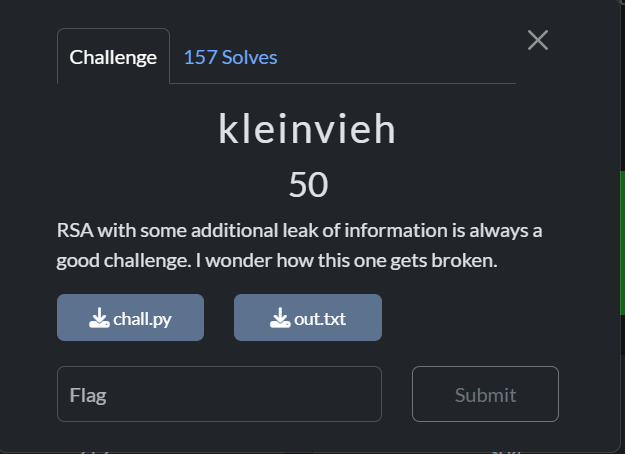 Challenge
157 Solves
kleinvieh
50
RSA with some additional leak of information is always a
good challenge. I wonder how this one gets broken.
chall.py
out.txt
Flag
Submit